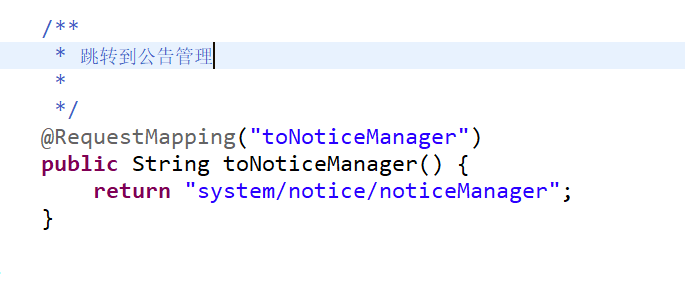 /**
 * 跳转到公告管理
 *
 */
@RequestMapping("toNoticeManager")
public String toNoticeManager() {
    return "system/notice/noticeManager";
}